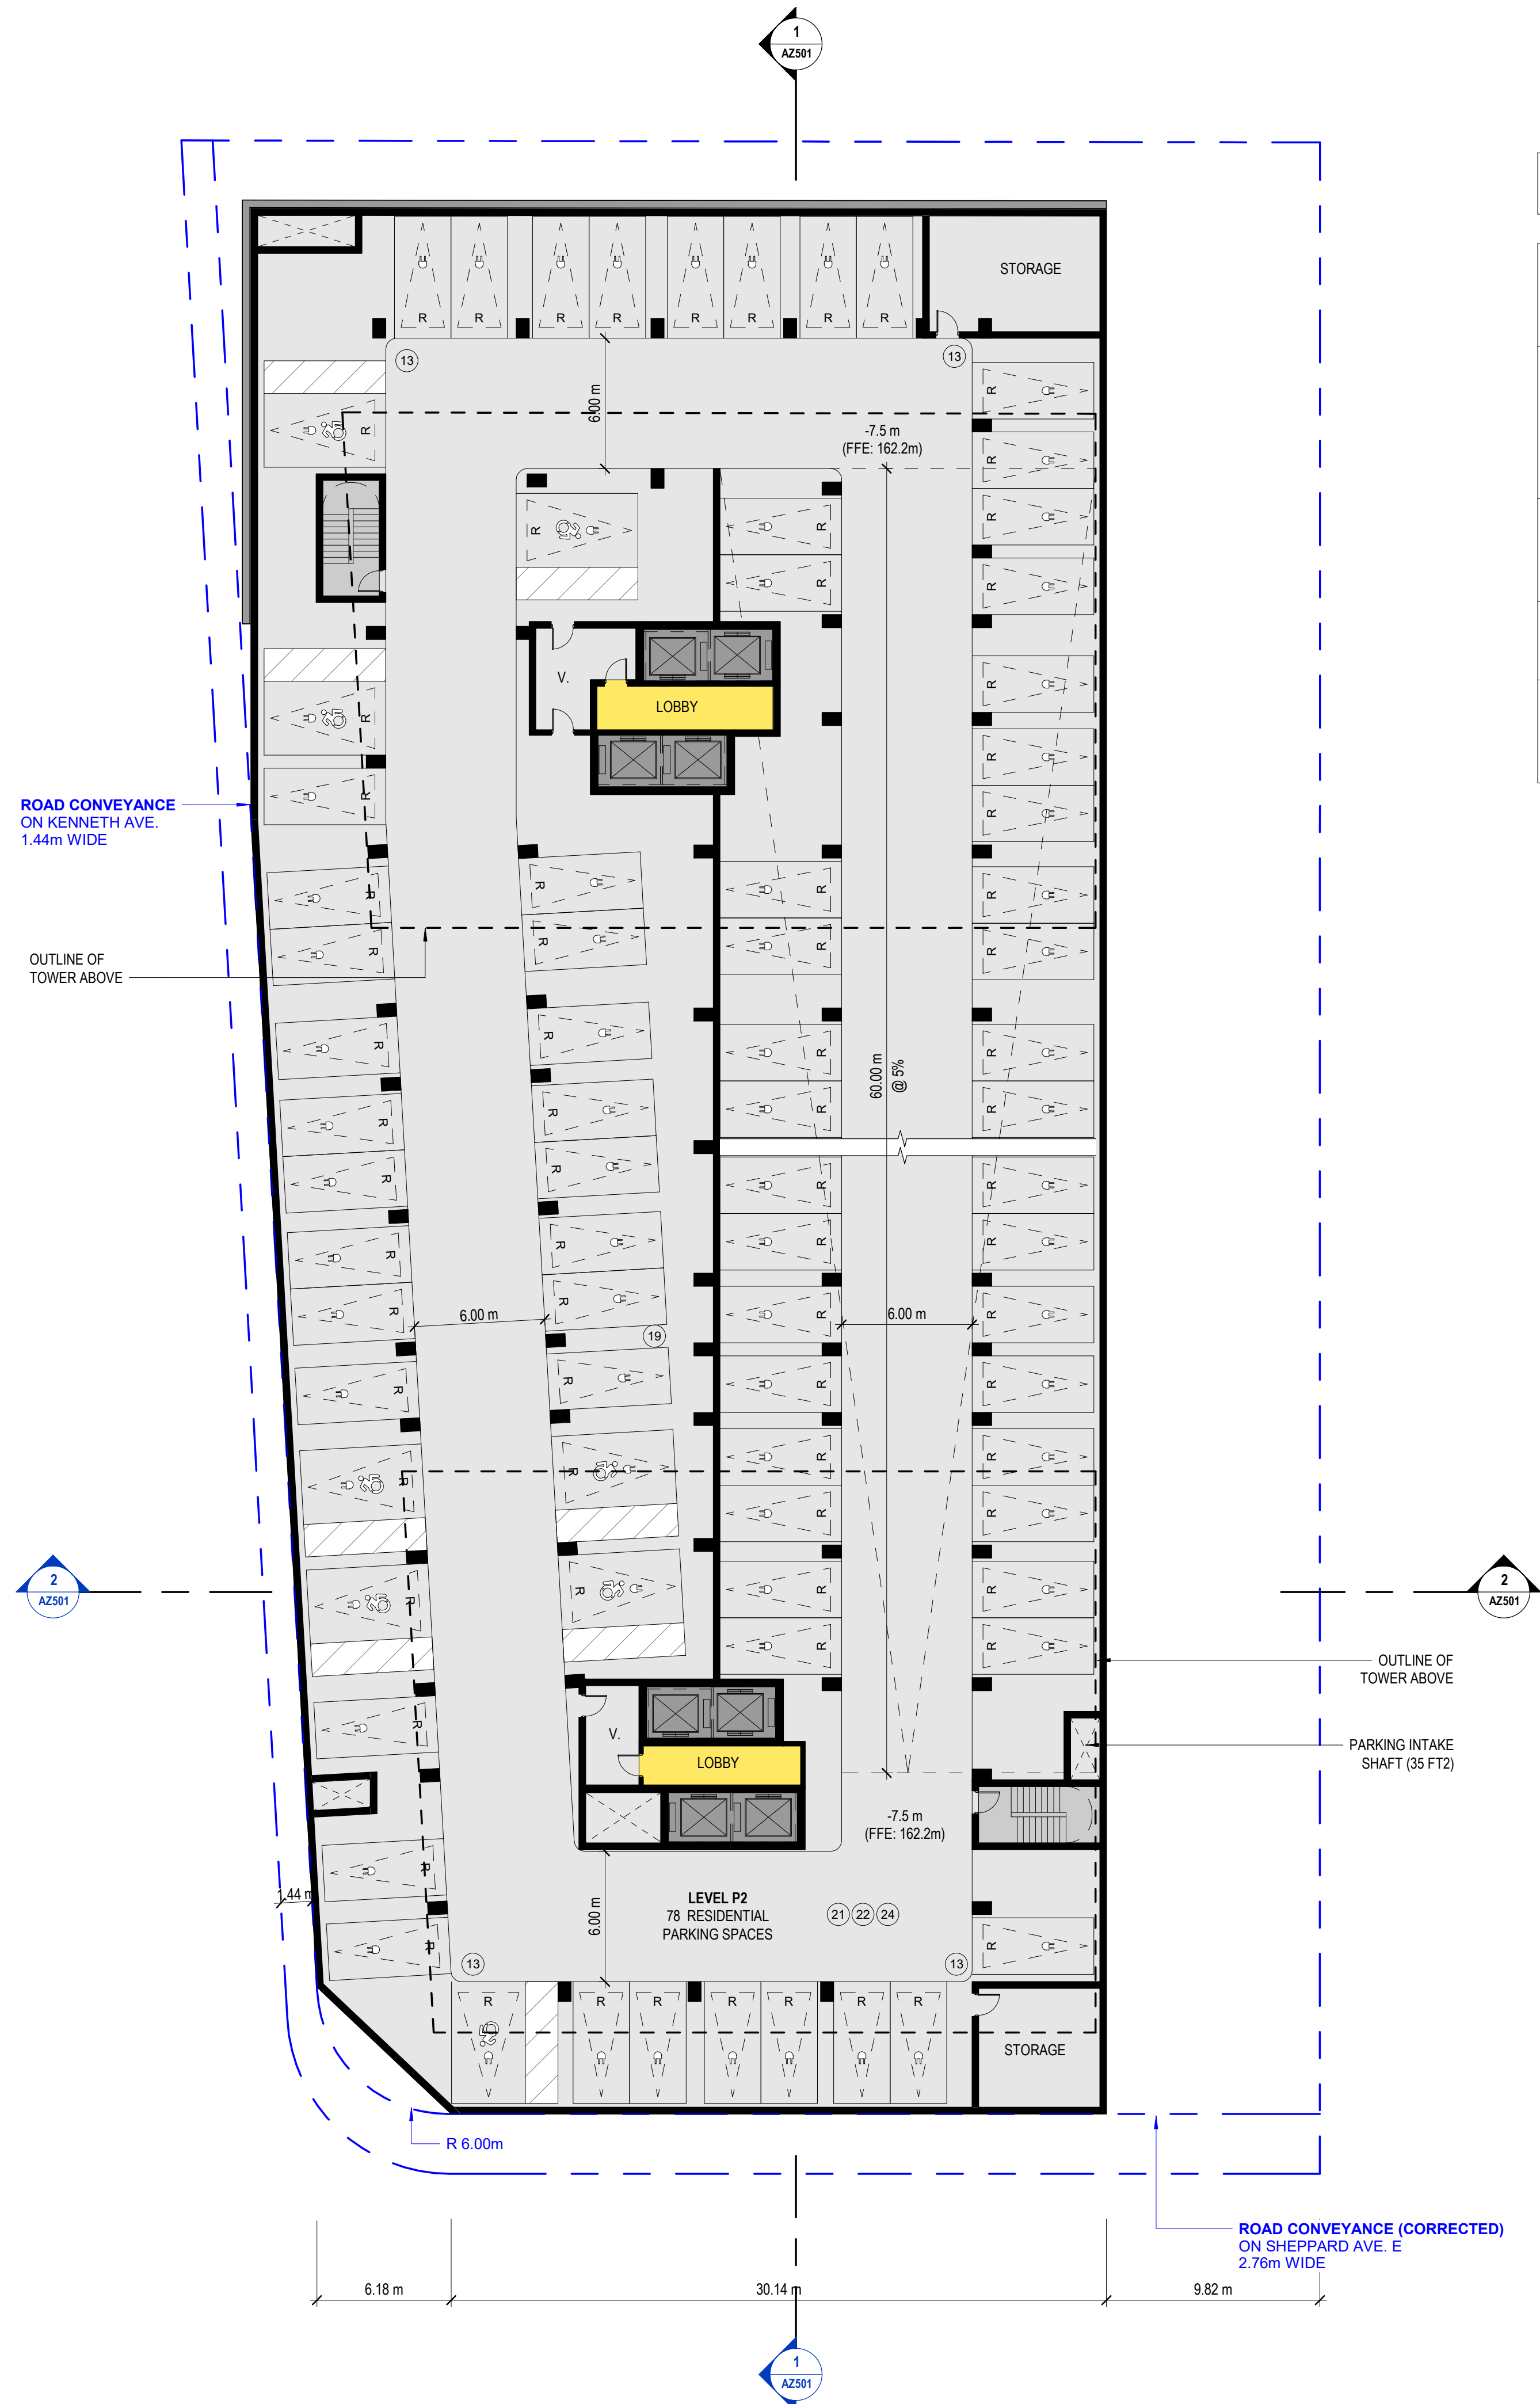 1
AZ501
STORAGE
R R R R R R R R
13
13
6.00 m
-7.5 m
(FFE: 162.2m)
R
R
R
R
R
R
R
R
V.
LOBBY
R
R
R
R
ROAD CONVEYANCE
ON KENNETH AVE.
1.44m WIDE
R
R
R
R
R
R
R
R
R
R
OUTLINE OF
TOWER ABOVE
R
R
R
R
R
60.00 m
@ 5%
R
R
R
R
R
R
R
R
R
R
R
R
R
R
6.00 m
6.00 m
19
R
R
R
R
R
R
R
R
R
R
R
R
R
R
2
AZ501
2
AZ501
R
R
R
R
R
R
OUTLINE OF
TOWER ABOVE
R
V.
LOBBY
PARKING INTAKE
SHAFT (35 FT2)
-7.5 m
(FFE: 162.2m)
R
1.44 m
6.00 m
LEVEL P2
78 RESIDENTIAL
PARKING SPACES
21 22 24
R
R
13
13
R R R R R R R
STORAGE
R 6.00m
ROAD CONVEYANCE (CORRECTED)
ON SHEPPARD AVE. E
2.76m WIDE
6.18 m
30.14 m
9.82 m
1
AZ501